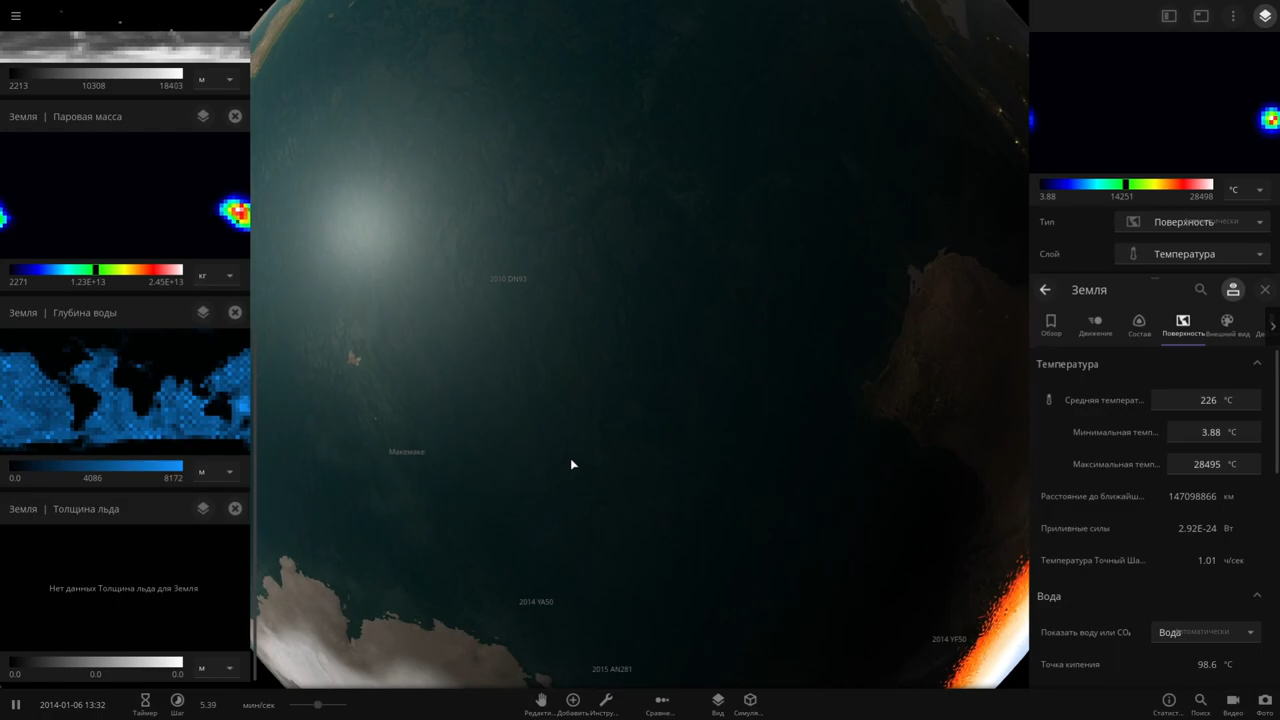 2213 10308 18403 м
Земля | Паровая масса
2271 1.23E+13 2.45E+13 кг
Земля | Глубина воды
0.0 4086 8172 м
Земля | Толщина льда
Нет данных Толщина льда для Земля
0.0 0.0 0.0 м
2010 DN93
Макемаке
2014 YA50
2014 YF50
2015 AN281
3.88 14251 28498 °C
Тип Поверхность
Слой Температура
Земля
Обзор Движение Состав Поверхность Внешний вид Де
Температура
Средняя температ... 226 °C
Минимальная темп... 3.88 °C
Максимальная темп... 28495 °C
Расстояние до ближайш... 147098866 км
Приливные силы 2.92E-24 Вт
Температура Точный Ша... 1.01 ч/сек
Вода
Показать воду или CO₂ Вода Автоматически
Точка кипения 98.6 °C
2014-01-06 13:32 Таймер Шаг 5.39 мин/сек Редакти... Добавить Инстру... Сравне... Вид Симуля... Статист... Поиск Видео Фото